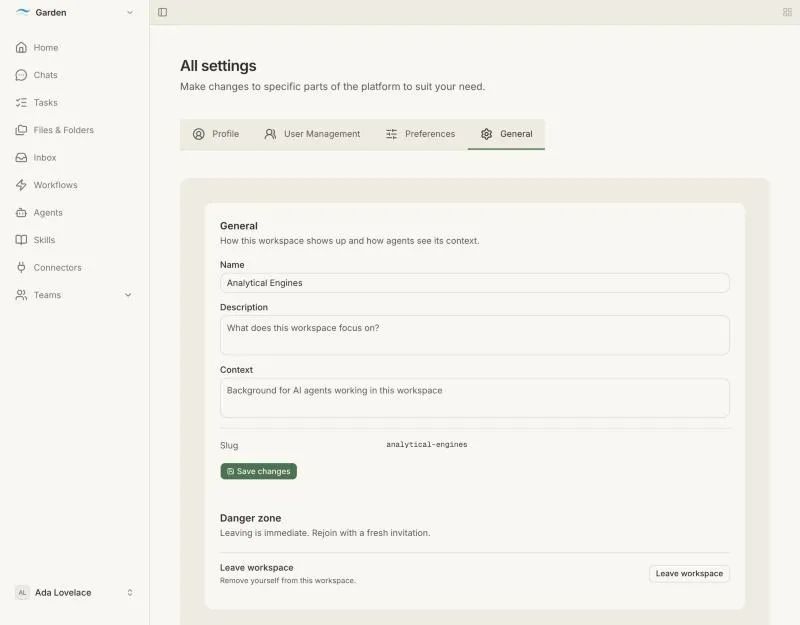 Garden
Home
Chats
Tasks
Files & Folders
Inbox
Workflows
Agents
Skills
Connectors
Teams
AL
Ada Lovelace
All settings
Make changes to specific parts of the platform to suit your need.
Profile
User Management
Preferences
General
General
How this workspace shows up and how agents see its context.
Name
Analytical Engines
Description
What does this workspace focus on?
Context
Background for AI agents working in this workspace
Slug
analytical-engines
Save changes
Danger zone
Leaving is immediate. Rejoin with a fresh invitation.
Leave workspace
Remove yourself from this workspace.
Leave workspace